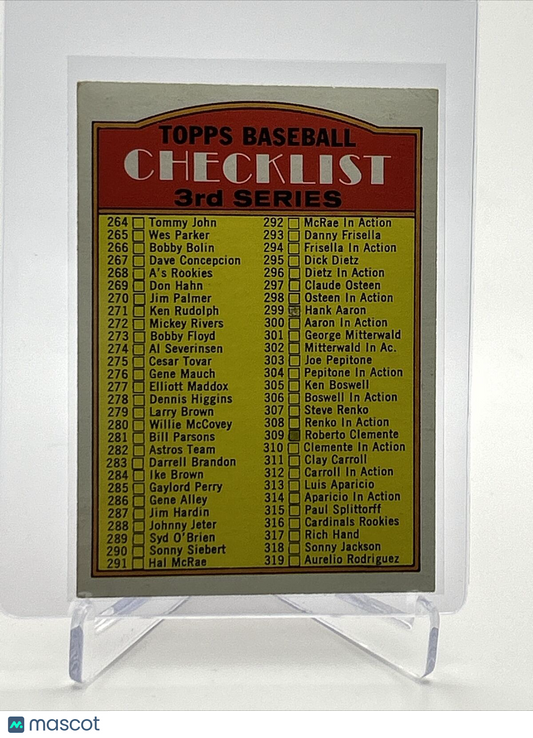 TOPPS BASEBALL
CHECKLIST
3rd SERIES
264 Tommy John
265 Wes Parker
266 Bobby Bolin
267 Dave Concepcion
268 A's Rookies
269 Don Hahn
270 Jim Palmer
271 Ken Rudolph
272 Mickey Rivers
273 Bobby Floyd
274 Al Severinsen
275 Cesar Tovar
276 Gene Mauch
277 Elliott Maddox
278 Dennis Higgins
279 Larry Brown
280 Willie McCovey
281 Bill Parsons
282 Astros Team
283 Darrell Brandon
284 Ike Brown
285 Gaylord Perry
286 Gene Alley
287 Jim Hardin
288 Johnny Jeter
289 Syd O'Brien
290 Sonny Siebert
291 Hal McRae
292 McRae In Action
293 Danny Frisella
294 Frisella In Action
295 Dick Dietz
296 Dietz In Action
297 Claude Osteen
298 Osteen In Action
299 Hank Aaron
300 Aaron In Action
301 George Mitterwald
302 Mitterwald In Ac.
303 Joe Pepitone
304 Pepitone In Action
305 Ken Boswell
306 Boswell In Action
307 Steve Renko
308 Renko In Action
309 Roberto Clemente
310 Clemente In Action
311 Clay Carroll
312 Carroll In Action
313 Luis Aparicio
314 Aparicio In Action
315 Paul Splittorff
316 Cardinals Rookies
317 Rich Hand
318 Sonny Jackson
319 Aurelio Rodriguez
mascot